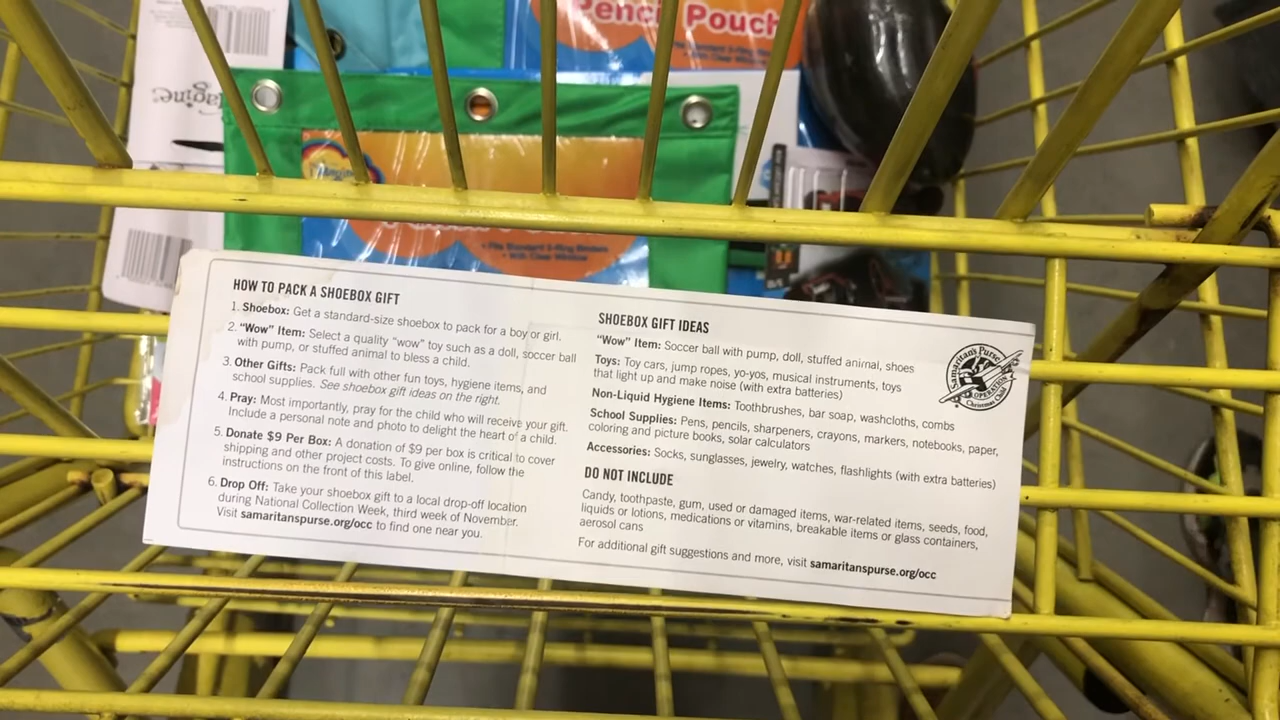 Pencil Pouch
agine
• Fits Standard 3-Ring Binders
• With Clear Window
HOW TO PACK A SHOEBOX GIFT
1. Shoebox: Get a standard-size shoebox to pack for a boy or girl.
2. "Wow" Item: Select a quality "wow" toy such as a doll, soccer ball
with pump, or stuffed animal to bless a child.
3. Other Gifts: Pack full with other fun toys, hygiene items, and
school supplies. See shoebox gift ideas on the right.
4. Pray: Most importantly, pray for the child who will receive your gift.
Include a personal note and photo to delight the heart of a child.
5. Donate $9 Per Box: A donation of $9 per box is critical to cover
shipping and other project costs. To give online, follow the
instructions on the front of this label.
6. Drop Off: Take your shoebox gift to a local drop-off location
during National Collection Week, third week of November.
Visit samaritanspurse.org/occ to find one near you.
SHOEBOX GIFT IDEAS
"Wow" Item: Soccer ball with pump, doll, stuffed animal, shoes
Toys: Toy cars, jump ropes, yo-yos, musical instruments, toys
that light up and make noise (with extra batteries)
Non-Liquid Hygiene Items: Toothbrushes, bar soap, washcloths, combs
School Supplies: Pens, pencils, sharpeners, crayons, markers, notebooks, paper,
coloring and picture books, solar calculators
Accessories: Socks, sunglasses, jewelry, watches, flashlights (with extra batteries)
DO NOT INCLUDE
Candy, toothpaste, gum, used or damaged items, war-related items, seeds, food,
liquids or lotions, medications or vitamins, breakable items or glass containers,
aerosol cans
For additional gift suggestions and more, visit samaritanspurse.org/occ
Samaritan's Purse
OPERATION
Christmas Child